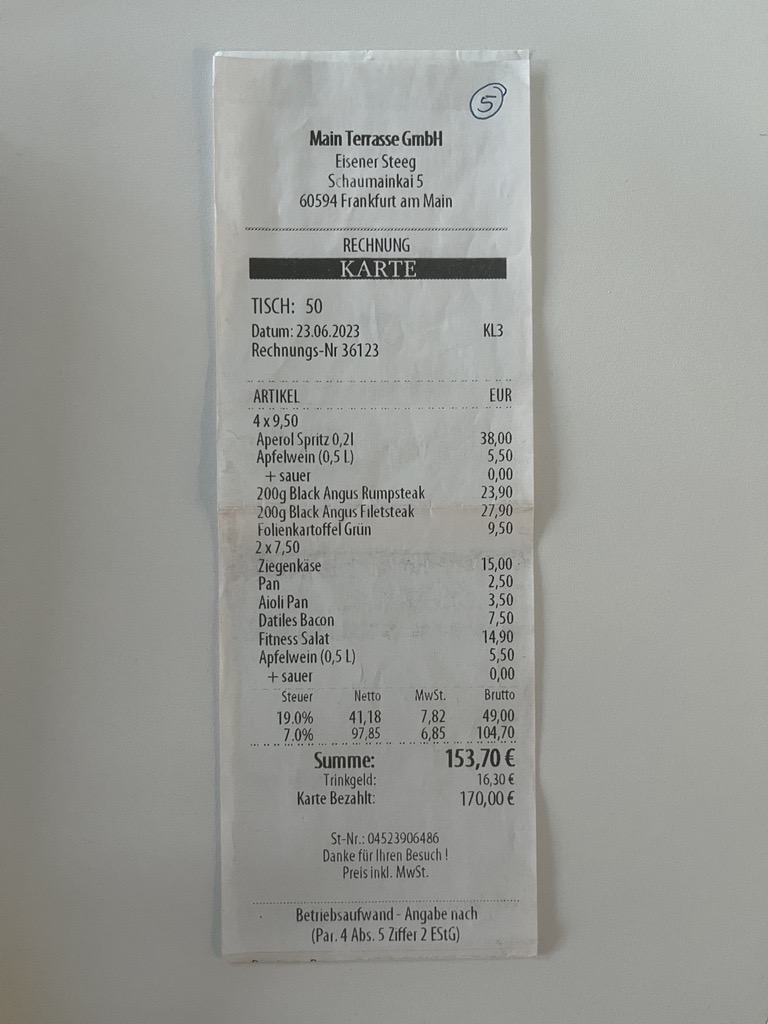 5
Main Terrasse GmbH
Eisener Steeg
Schaumainkai 5
60594 Frankfurt am Main
RECHNUNG
KARTE
TISCH: 50
Datum: 23.06.2023 KL3
Rechnungs-Nr 36123
ARTIKEL EUR
4 x 9,50
Aperol Spritz 0,2l 38,00
Apfelwein (0,5 L) 5,50
+ sauer 0,00
200g Black Angus Rumpsteak 23,90
200g Black Angus Filetsteak 27,90
Folienkartoffel Grün 9,50
2 x 7,50
Ziegenkäse 15,00
Pan 2,50
Aioli Pan 3,50
Datiles Bacon 7,50
Fitness Salat 14,90
Apfelwein (0,5 L) 5,50
+ sauer 0,00
Steuer Netto MwSt. Brutto
19.0% 41,18 7,82 49,00
7.0% 97,85 6,85 104,70
Summe: 153,70 €
Trinkgeld: 16,30 €
Karte Bezahlt: 170,00 €
St-Nr.: 04523906486
Danke für Ihren Besuch !
Preis inkl. MwSt.
Betriebsaufwand - Angabe nach
(Par. 4 Abs. 5 Ziffer 2 EStG)